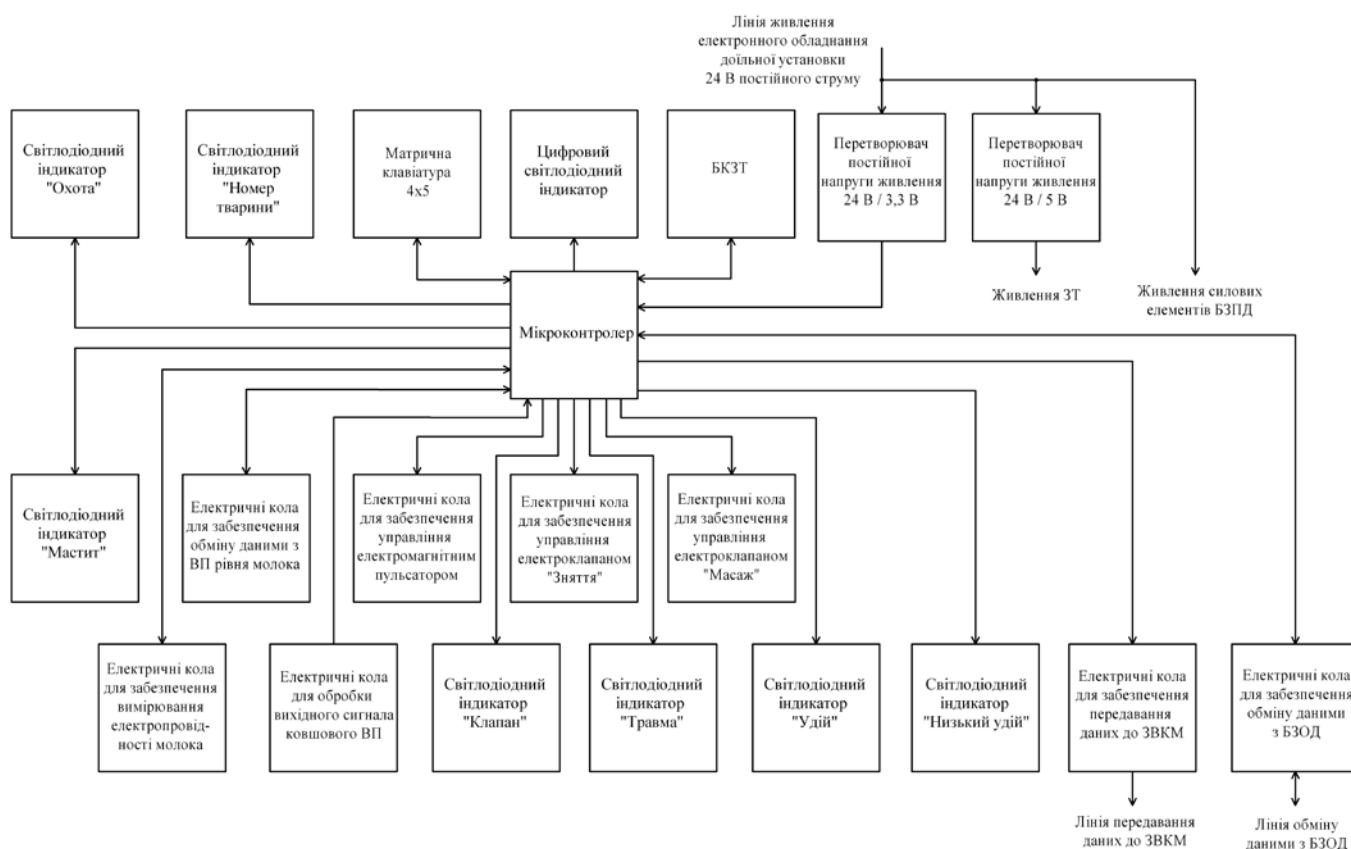 Лінія живлення
електронного обладнання
доїльної установки
24 В постійного струму
Світлодіодний
індикатор
"Охота"
Світлодіодний
індикатор
"Номер
тварини"
Матрична
клавіатура
4x5
Цифровий
світлодіодний
індикатор
БКЗТ
Перетворювач
постійної
напруги живлення
24 В / 3,3 В
Перетворювач
постійної
напруги живлення
24 В / 5 В
Живлення ЗТ
Живлення силових
елементів БЗПД
Мікроконтролер
Світлодіодний
індикатор
"Мастит"
Електричні кола
для забезпечення
обміну даними з
ВП рівня молока
Електричні кола
для забезпечення
управління
електромагнітним
пульсатором
Електричні кола
для забезпечення
управління
електроклапаном
"Зняття"
Електричні кола
для забезпечення
управління
електроклапаном
"Масаж"
Електричні кола
для забезпечення
вимірювання
електропровід-
ності молока
Електричні кола
для обробки
вихідного сигнала
ковшового ВП
Світлодіодний
індикатор
"Клапан"
Світлодіодний
індикатор
"Травма"
Світлодіодний
індикатор
"Удій"
Світлодіодний
індикатор
"Низький удій"
Електричні кола
для забезпечення
передавання
даних до ЗВКМ
Електричні кола
для забезпечення
обміну даними
з БЗОД
Лінія передавання
даних до ЗВКМ
Лінія обміну
даними з БЗОД